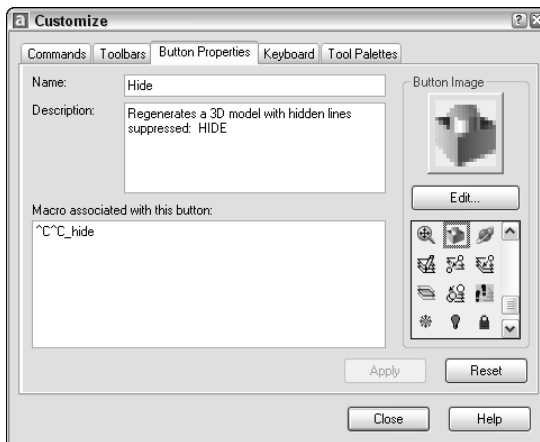 a Customize
Commands Toolbars Button Properties Keyboard Tool Palettes
Name: Hide
Button Image
Description: Regenerates a 3D model with hidden lines
suppressed: HIDE
Edit...
Macro associated with this button:
^C^C_hide
Apply Reset
Close Help